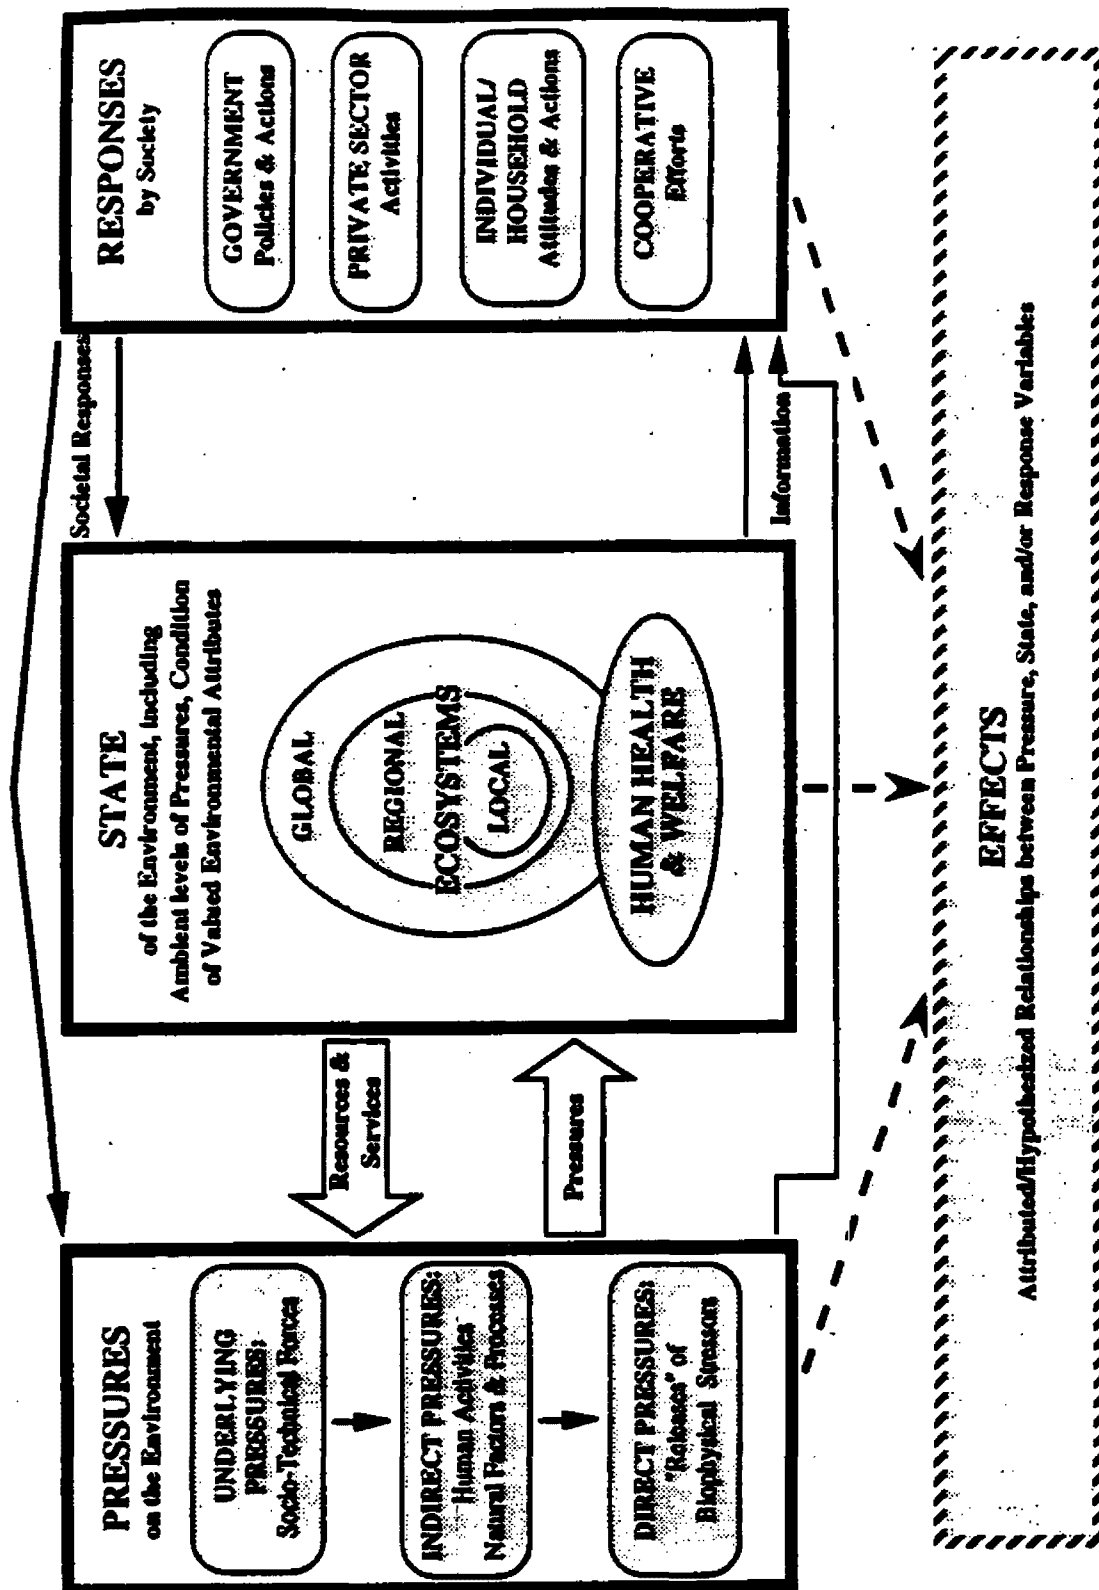 PRESSURES
on the Environment
UNDERLYING
PRESSURES:
Socio-Technical Forces
INDIRECT PRESSURES:
Human Activities
Natural Factors & Processes
DIRECT PRESSURES:
"Releases" of
Biophysical Stressors
Resources &
Services
Pressures
STATE
of the Environment, including
Ambient levels of Pressures, Condition
of Valued Environmental Attributes
GLOBAL
REGIONAL
ECOSYSTEMS
LOCAL
HUMAN HEALTH
& WELFARE
Societal Responses
Information
RESPONSES
by Society
GOVERNMENT
Policies & Actions
PRIVATE SECTOR
Activities
INDIVIDUAL/
HOUSEHOLD
Attitudes & Actions
COOPERATIVE
Efforts
EFFECTS
Attributed/Hypothesized Relationships between Pressure, State, and/or Response Variables